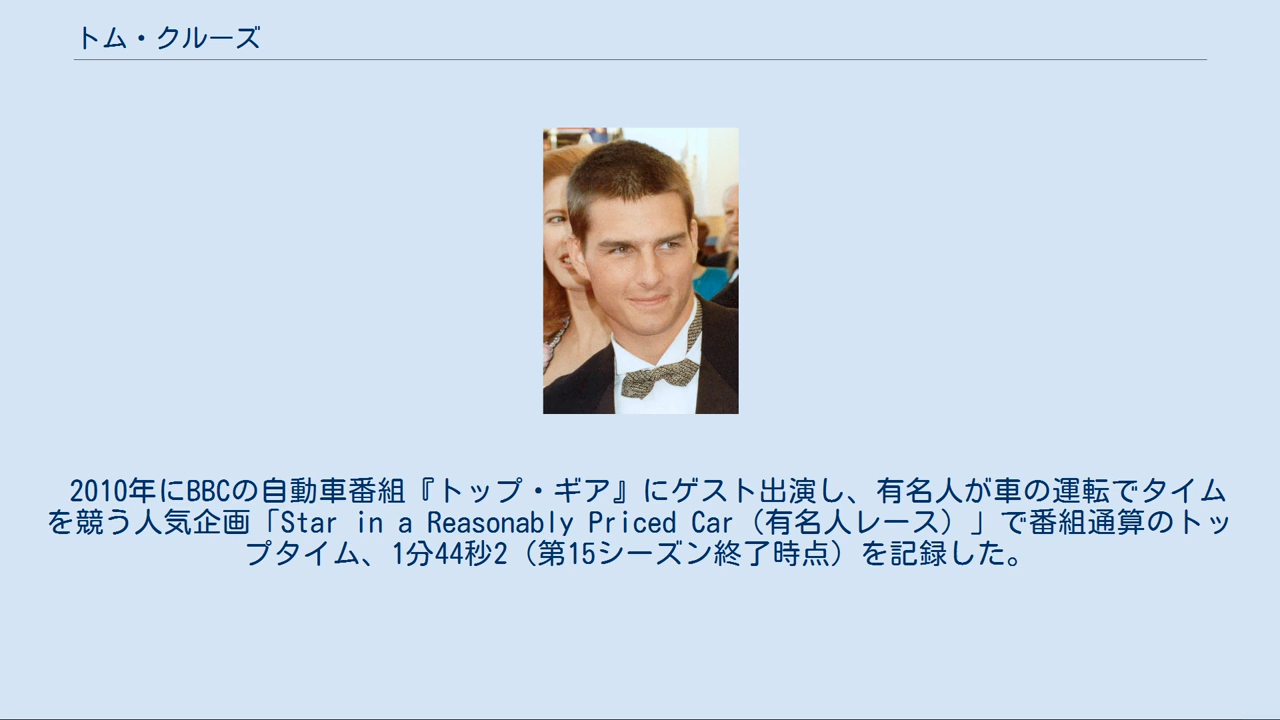 トム・クルーズ
2010年にBBCの自動車番組『トップ・ギア』にゲスト出演し、有名人が車の運転でタイム
を競う人気企画「Star in a Reasonably Priced Car（有名人レース）」で番組通算のトッ
プタイム、1分44秒2（第15シーズン終了時点）を記録した。